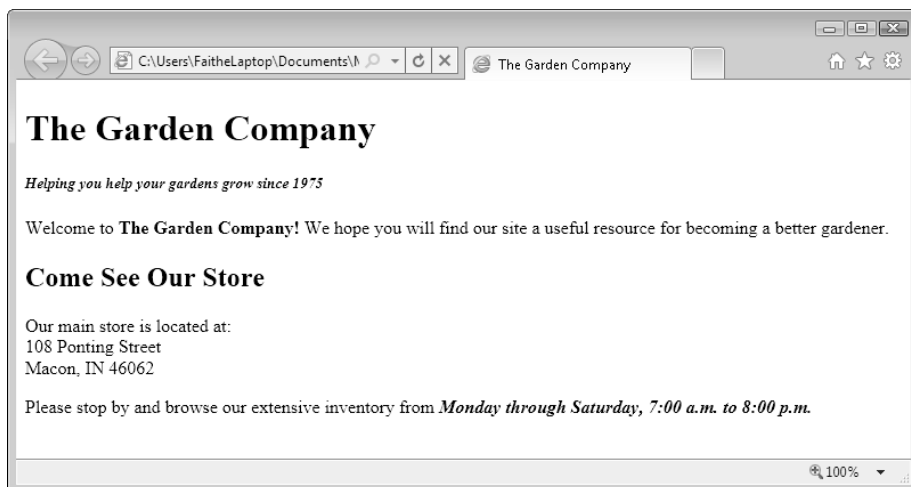 C:\Users\FaitheLaptop\Documents\M
The Garden Company
The Garden Company
Helping you help your gardens grow since 1975
Welcome to The Garden Company! We hope you will find our site a useful resource for becoming a better gardener.
Come See Our Store
Our main store is located at:
108 Ponting Street
Macon, IN 46062
Please stop by and browse our extensive inventory from Monday through Saturday, 7:00 a.m. to 8:00 p.m.
100%